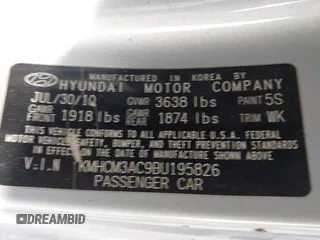 MANUFACTURED IN KOREA BY
HYUNDAI MOTOR COMPANY
JUL/30/10 GVWR 3638 lbs PAINT 5S
GAWR FRONT 1918 lbs GAWR REAR 1874 lbs TRIM WK
THIS VEHICLE CONFORMS TO ALL APPLICABLE U.S. FEDERAL
MOTOR VEHICLE SAFETY, BUMPER, AND THEFT PREVENTION
STANDARDS IN EFFECT ON THE DATE OF MANUFACTURE SHOWN ABOVE.
V.I.N KMHCM3AC9BU195826
PASSENGER CAR
DREAMBID